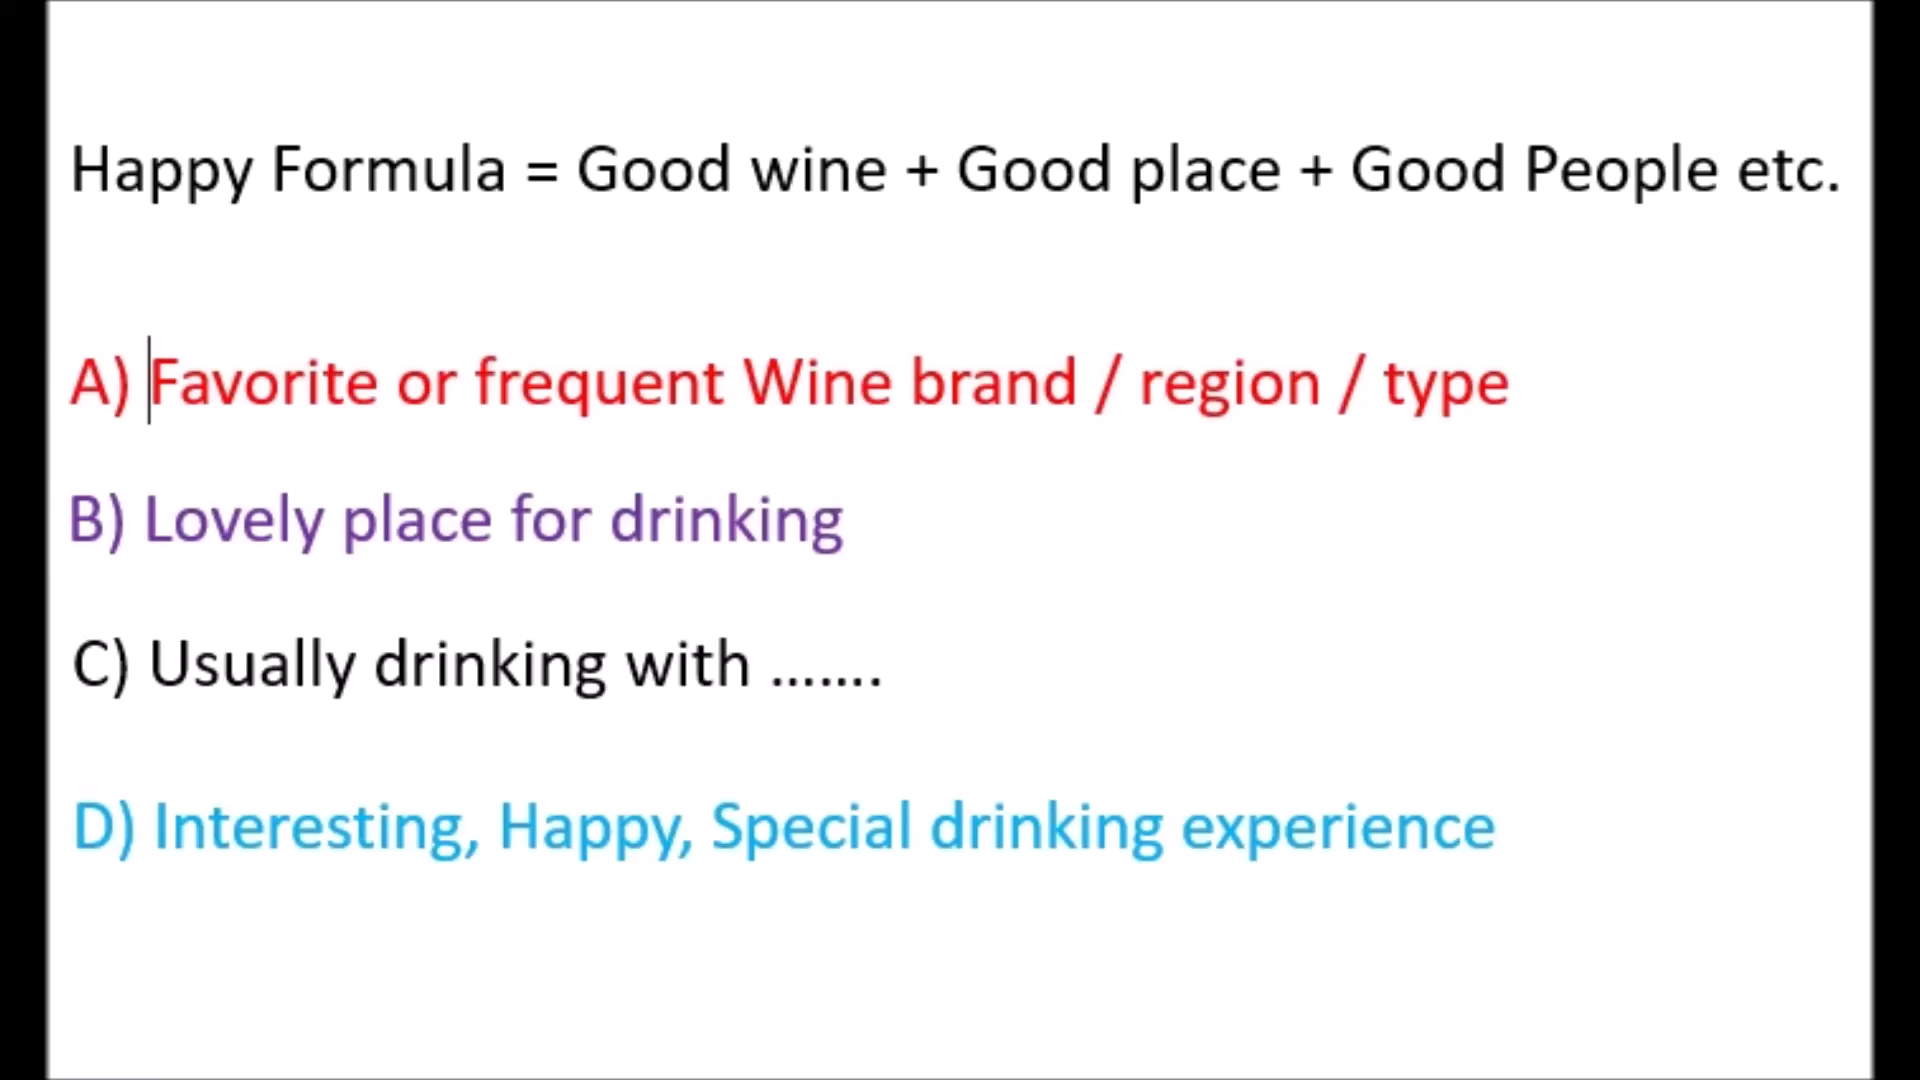 Happy Formula = Good wine + Good place + Good People etc.
A) Favorite or frequent Wine brand / region / type
B) Lovely place for drinking
C) Usually drinking with .......
D) Interesting, Happy, Special drinking experience